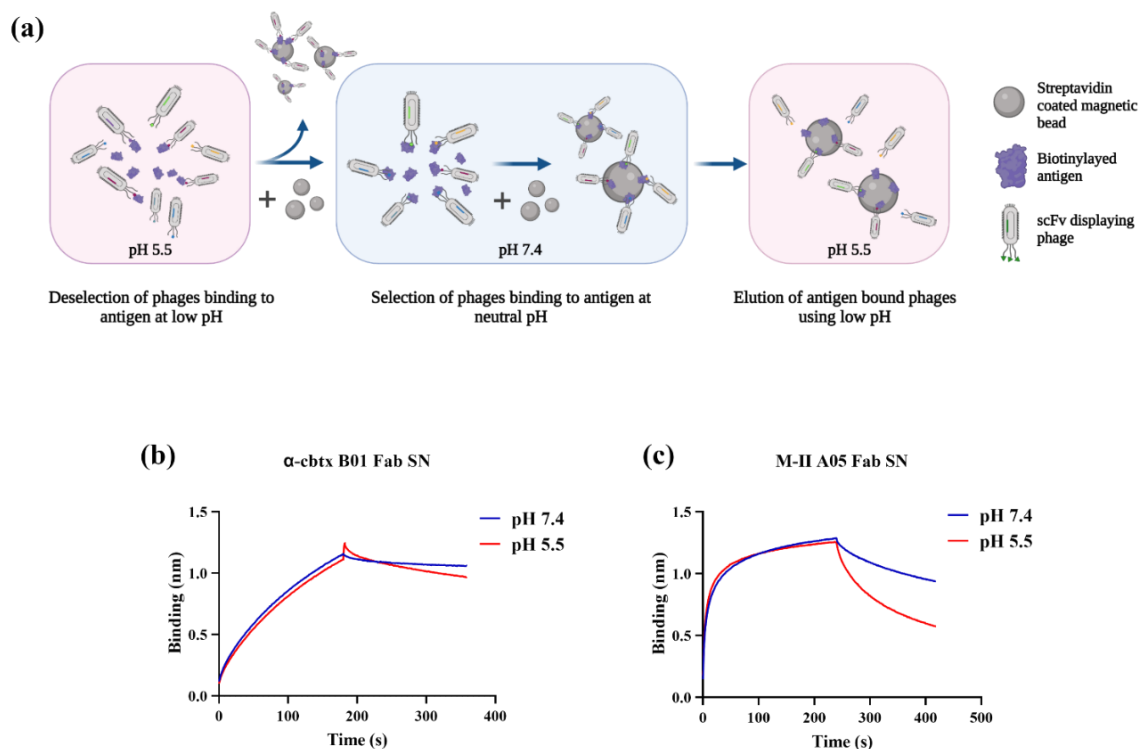 (a)
pH 5.5
+
pH 7.4
+
pH 5.5
Deselection of phages binding to
antigen at low pH
Selection of phages binding to antigen at
neutral pH
Elution of antigen bound phages
using low pH
Streptavidin
coated magnetic
bead
Biotinylayed
antigen
scFv displaying
phage
(b)
α-cbtx B01 Fab SN
pH 7.4
pH 5.5
Binding (nm)
1.5
1.0
0.5
0.0
0
100
200
300
400
Time (s)
(c)
M-II A05 Fab SN
pH 7.4
pH 5.5
Binding (nm)
1.5
1.0
0.5
0.0
0
100
200
300
400
500
Time (s)